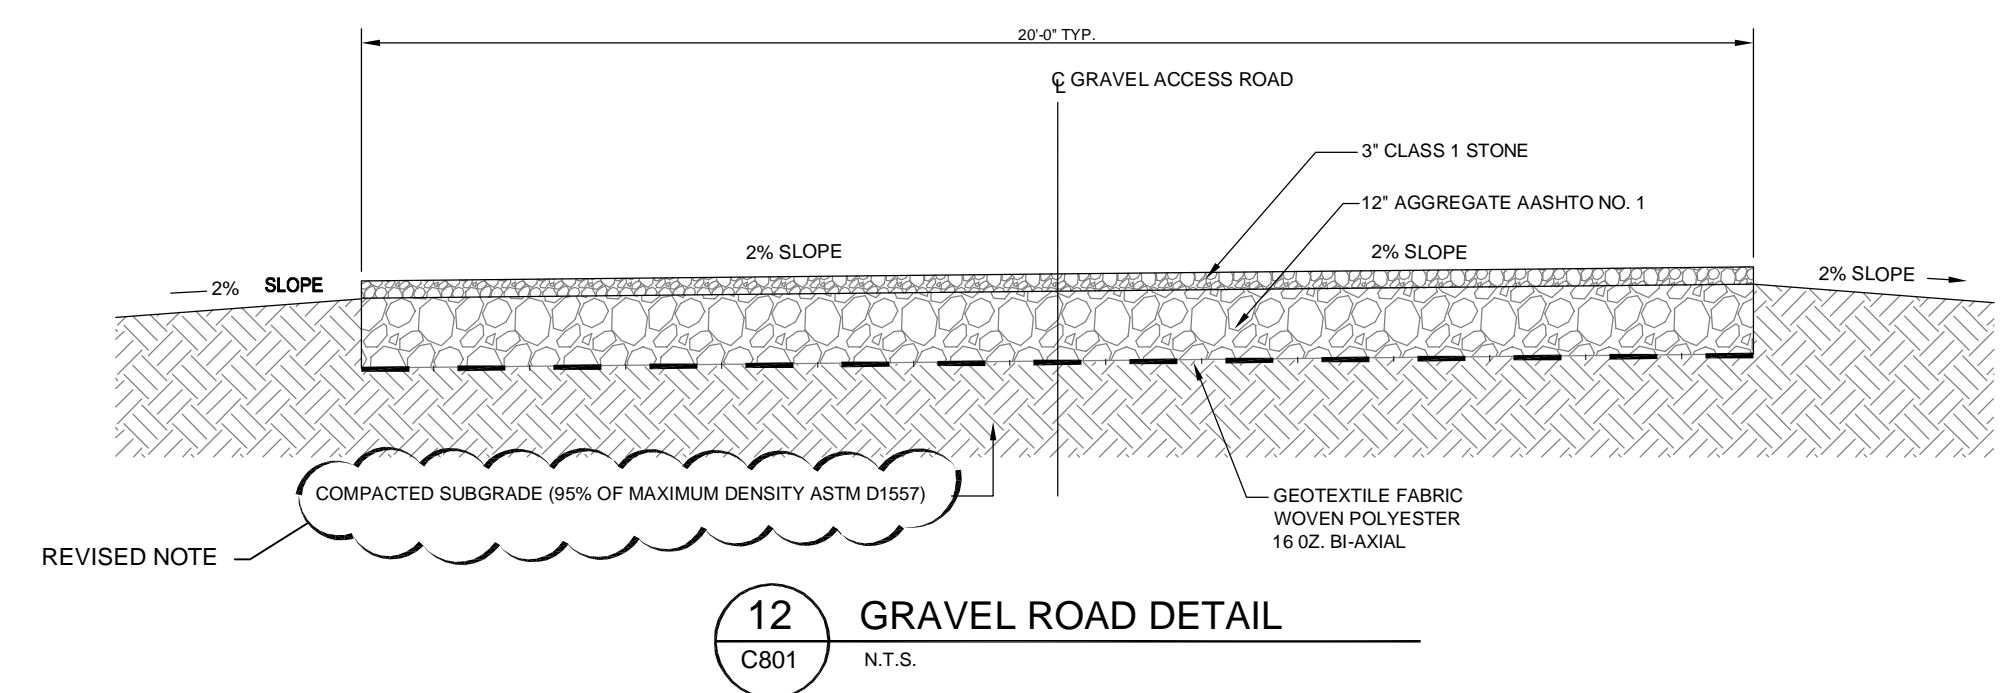 20'-0" TYP.
℄ GRAVEL ACCESS ROAD
3" CLASS 1 STONE
12" AGGREGATE AASHTO NO. 1
2% SLOPE
2% SLOPE
2% SLOPE
2% SLOPE
COMPACTED SUBGRADE (95% OF MAXIMUM DENSITY ASTM D1557)
GEOTEXTILE FABRIC
WOVEN POLYESTER
16 0Z. BI-AXIAL
REVISED NOTE
12
GRAVEL ROAD DETAIL
C801
N.T.S.